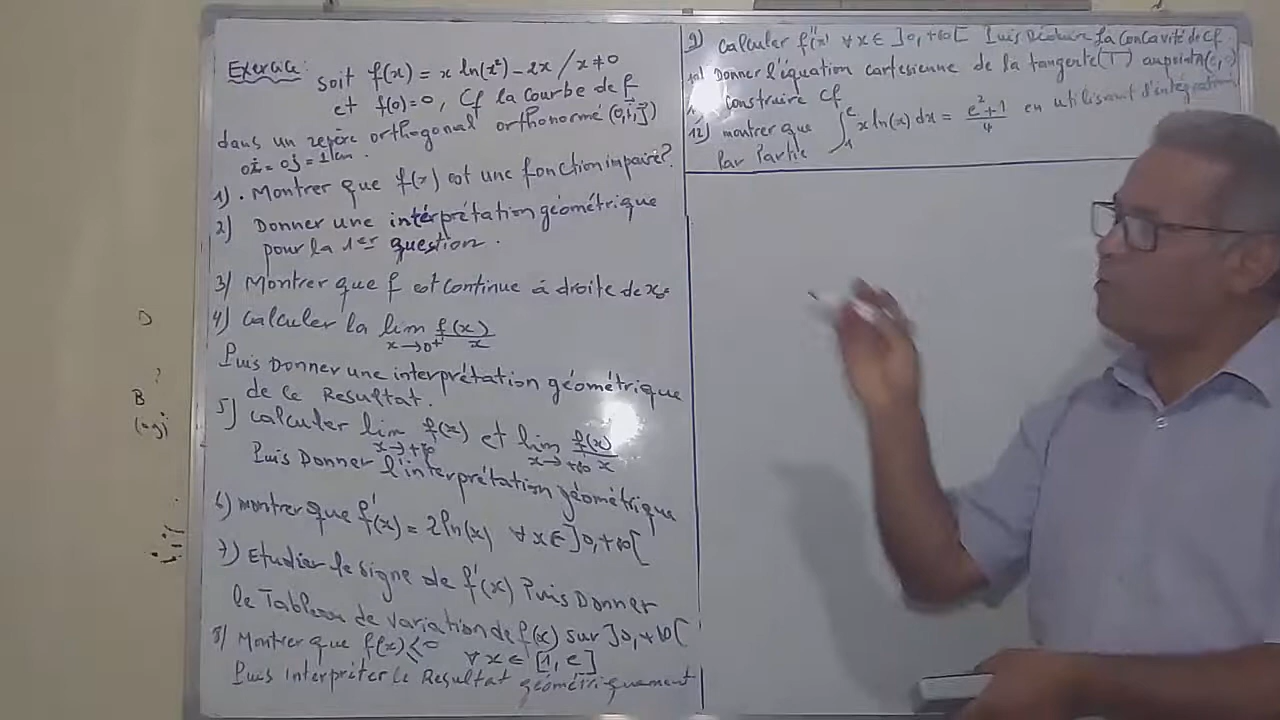 Exercice: soit f(x) = x ln(x²) - 2x / x≠0
et f(0)=0, Cf la courbe de f
dans un repère orthogonal orthonormé (0,i,j)
oi = oj = 1cm.
1) . Montrer que f(x) est une fonction impaire?
2) Donner une intérprétation géométrique
pour la 1er question.
3) Montrer que f est continue à droite de x₀=
4) Calculer la lim f(x)/x
x→0+
Puis Donner une interprétation géométrique
de ce Resultat.
5) Calculer lim f(x) et lim f(x)/x
x→+∞ x→+∞
Puis Donner l'interprétation géométrique
6) montrer que f'(x) = 2ln(x) ∀x∈]0,+∞[
7) Etudier le signe de f'(x) Puis Donner
le Tableau de variation de f(x) sur ]0,+∞[
8) Montrer que f(x)≤0 ∀x∈[1,e]
Puis interpréter le Resultat géométriquement
9) Calculer f''(x) ∀x∈]0,+∞[ Puis Déduire la Concavité de Cf
10) Donner l'équation cartesienne de la tangente (T) au point A(e,0)
construire Cf
12) montrer que ∫₁ᵉ x ln(x) dx = (e²+1)/4 en utilisant d'intégration
Par Partie